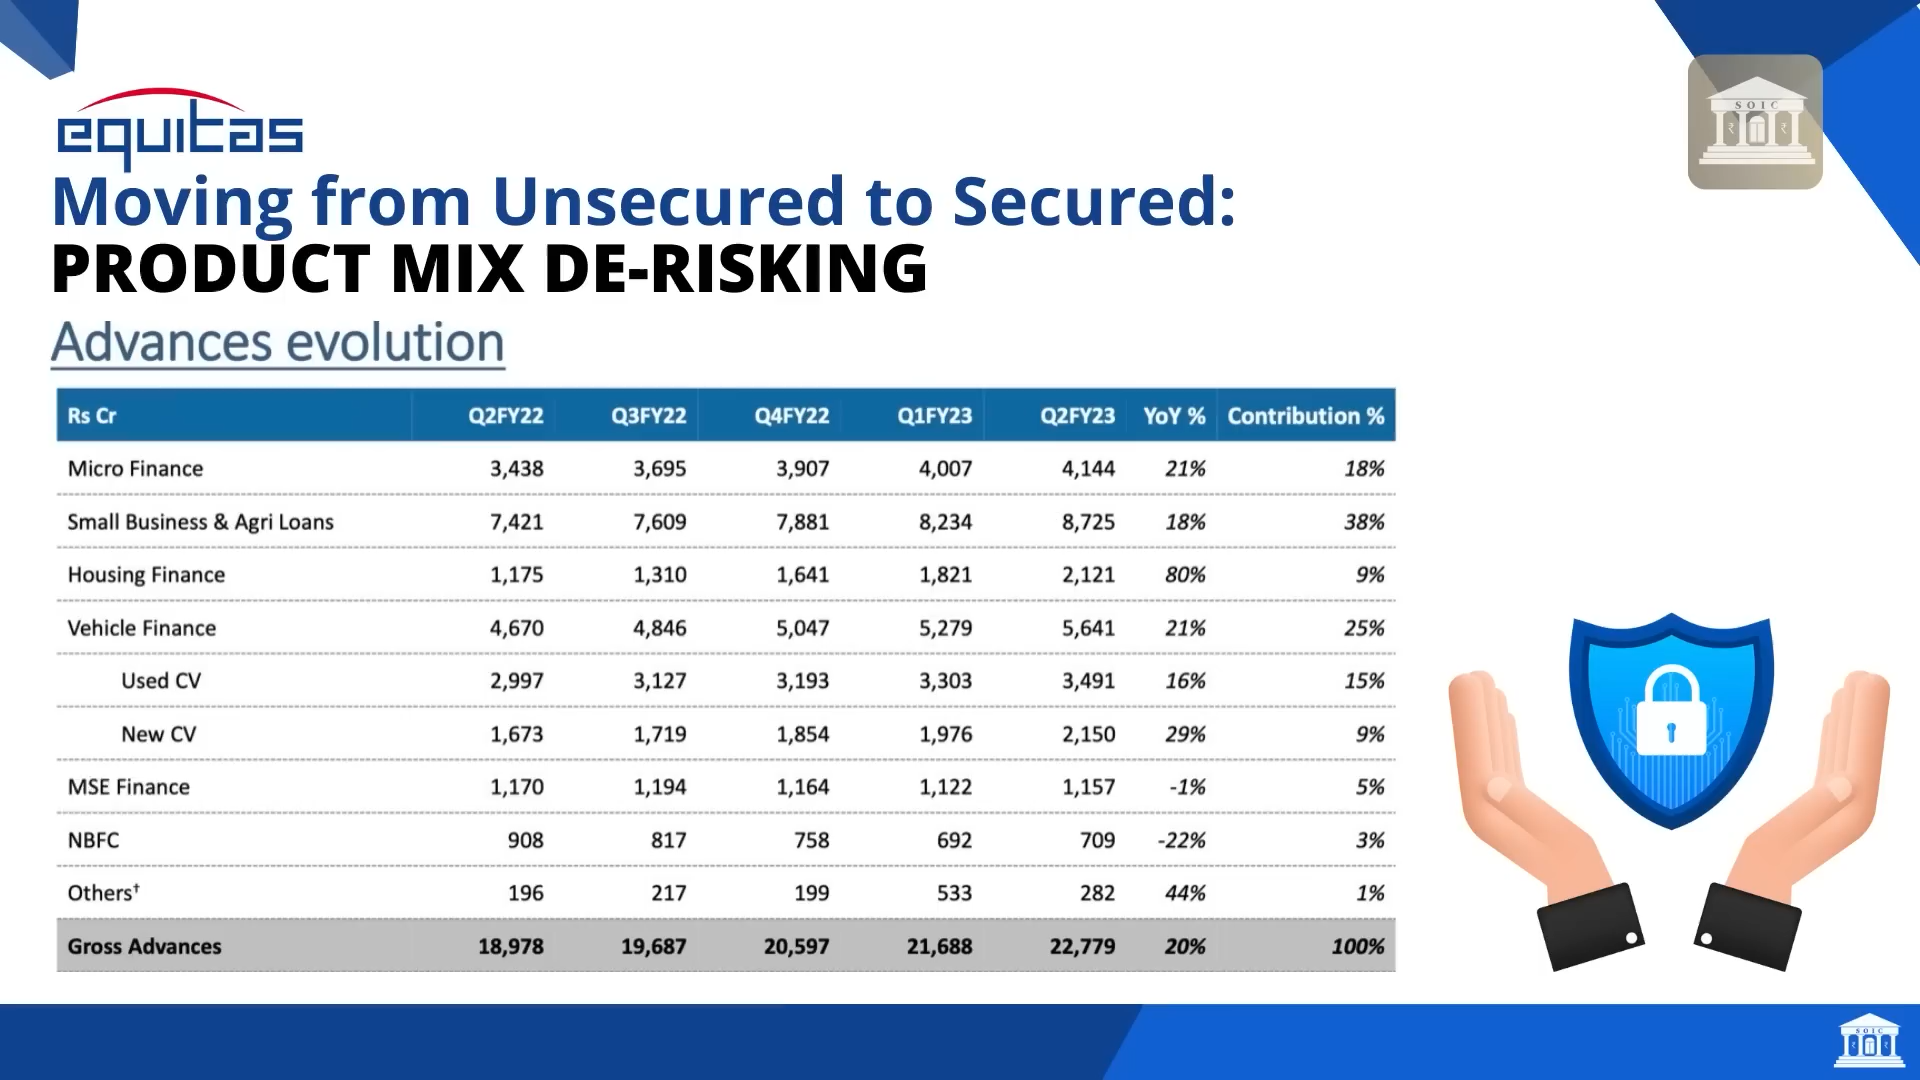 SOIC
equitas
Moving from Unsecured to Secured:
PRODUCT MIX DE-RISKING
Advances evolution
Rs Cr Q2FY22 Q3FY22 Q4FY22 Q1FY23 Q2FY23 YoY % Contribution %
Micro Finance 3,438 3,695 3,907 4,007 4,144 21% 18%
Small Business & Agri Loans 7,421 7,609 7,881 8,234 8,725 18% 38%
Housing Finance 1,175 1,310 1,641 1,821 2,121 80% 9%
Vehicle Finance 4,670 4,846 5,047 5,279 5,641 21% 25%
Used CV 2,997 3,127 3,193 3,303 3,491 16% 15%
New CV 1,673 1,719 1,854 1,976 2,150 29% 9%
MSE Finance 1,170 1,194 1,164 1,122 1,157 -1% 5%
NBFC 908 817 758 692 709 -22% 3%
Others† 196 217 199 533 282 44% 1%
Gross Advances 18,978 19,687 20,597 21,688 22,779 20% 100%
SOIC